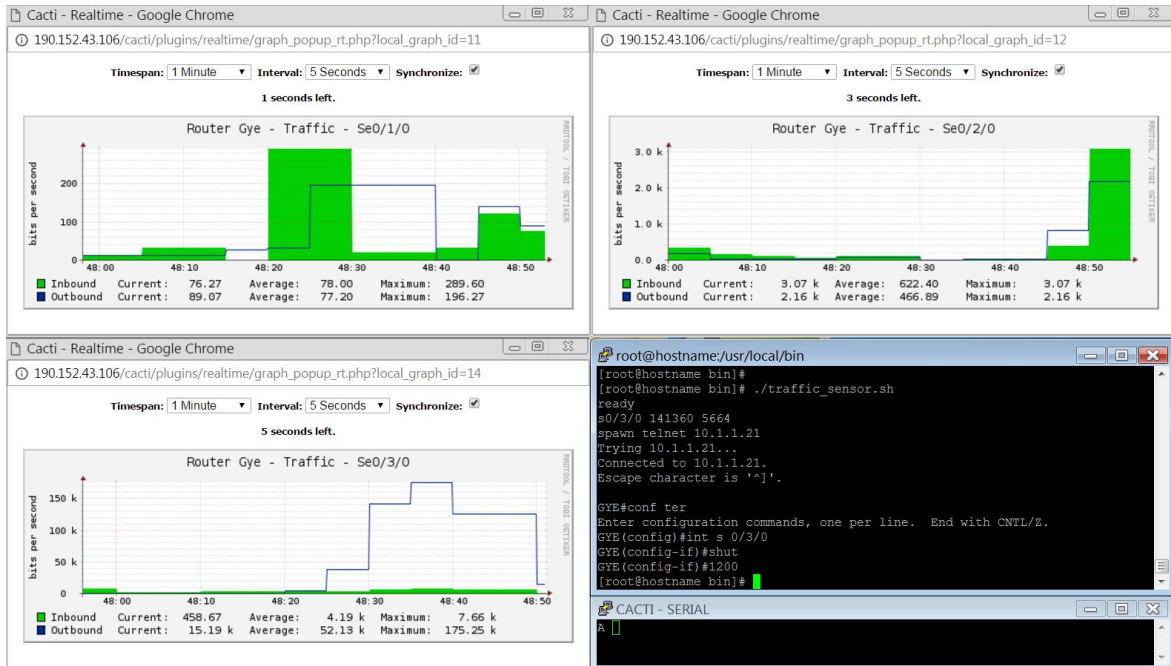 Cacti - Realtime - Google Chrome
190.152.43.106/cacti/plugins/realtime/graph_popup_rt.php?local_graph_id=11
Timespan: 1 Minute Interval: 5 Seconds Synchronize:
1 seconds left.
Router Gye - Traffic - Se0/1/0
RRDTOOL / TOBI OETIKER
bits per second
200
100
0
48:00 48:10 48:20 48:30 48:40 48:50
Inbound Current: 76.27 Average: 78.00 Maximum: 289.60
Outbound Current: 89.07 Average: 77.20 Maximum: 196.27
Cacti - Realtime - Google Chrome
190.152.43.106/cacti/plugins/realtime/graph_popup_rt.php?local_graph_id=12
Timespan: 1 Minute Interval: 5 Seconds Synchronize:
3 seconds left.
Router Gye - Traffic - Se0/2/0
RRDTOOL / TOBI OETIKER
bits per second
3.0 k
2.0 k
1.0 k
0
48:00 48:10 48:20 48:30 48:40 48:50
Inbound Current: 3.07 k Average: 622.40 Maximum: 3.07 k
Outbound Current: 2.16 k Average: 466.89 Maximum: 2.16 k
Cacti - Realtime - Google Chrome
190.152.43.106/cacti/plugins/realtime/graph_popup_rt.php?local_graph_id=14
Timespan: 1 Minute Interval: 5 Seconds Synchronize:
5 seconds left.
Router Gye - Traffic - Se0/3/0
RRDTOOL / TOBI OETIKER
bits per second
150 k
100 k
50 k
0
48:00 48:10 48:20 48:30 48:40 48:50
Inbound Current: 458.67 Average: 4.19 k Maximum: 7.66 k
Outbound Current: 15.19 k Average: 52.13 k Maximum: 175.25 k
root@hostname:/usr/local/bin
[root@hostname bin]#
[root@hostname bin]# ./traffic_sensor.sh
ready
s0/3/0 141360 5664
spawn telnet 10.1.1.21
Trying 10.1.1.21...
Connected to 10.1.1.21.
Escape character is '^]'.
GYE#conf ter
Enter configuration commands, one per line. End with CNTL/Z.
GYE(config)#int s 0/3/0
GYE(config-if)#shut
GYE(config-if)#1200
[root@hostname bin]#
CACTI - SERIAL
A